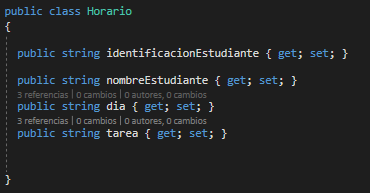 public class Horario
{
public string identificacionEstudiante { get; set; }
public string nombreEstudiante { get; set; }
3 referencias | 0 cambios | 0 autores, 0 cambios
public string dia { get; set; }
3 referencias | 0 cambios | 0 autores, 0 cambios
public string tarea { get; set; }
}